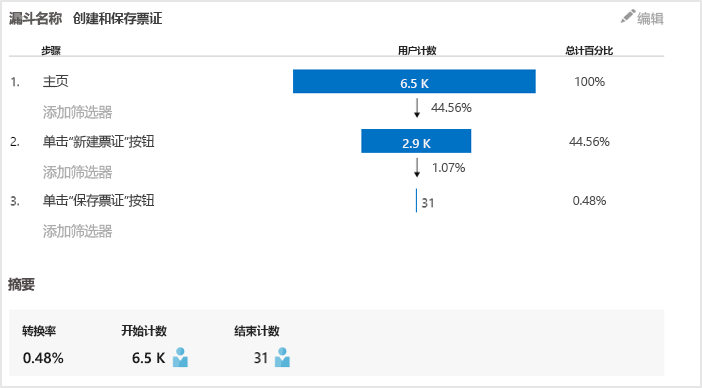 漏斗名称 创建和保存票证 编辑
步骤 用户计数 总计百分比
1. 主页 6.5 K 100%
添加筛选器 44.56%
2. 单击“新建票证”按钮 2.9 K 44.56%
添加筛选器 1.07%
3. 单击“保存票证”按钮 31 0.48%
添加筛选器
摘要
转换率 开始计数 结束计数
0.48% 6.5 K 31